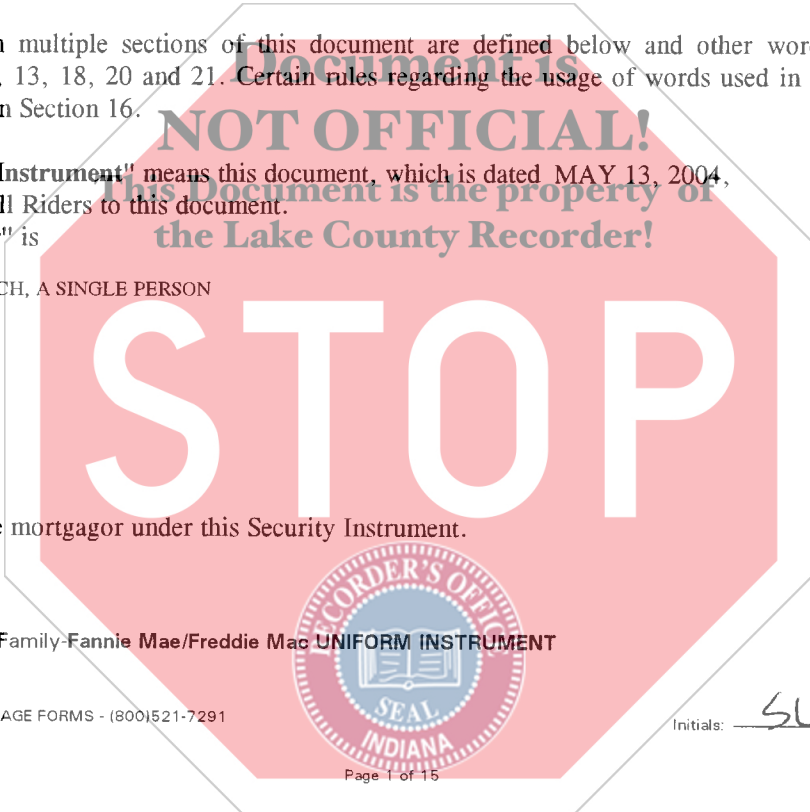 multiple sections of this document are defined below and other
, 13, 18, 20 and 21. Certain rules regarding the usage of words used in
Section 16.
Document is
NOT OFFICIAL!
This Document is the property of
the Lake County Recorder!
Instrument" means this document, which is dated MAY 13, 2004,
Riders to this document.
" is
CH, A SINGLE PERSON
STOP
mortgagor under this Security Instrument.
RECORDER'S OFFICE
SEAL
INDIANA
Family-Fannie Mae/Freddie Mac UNIFORM INSTRUMENT
AGE FORMS - (800)521-7291
Initials: SL
Page 1 of 15